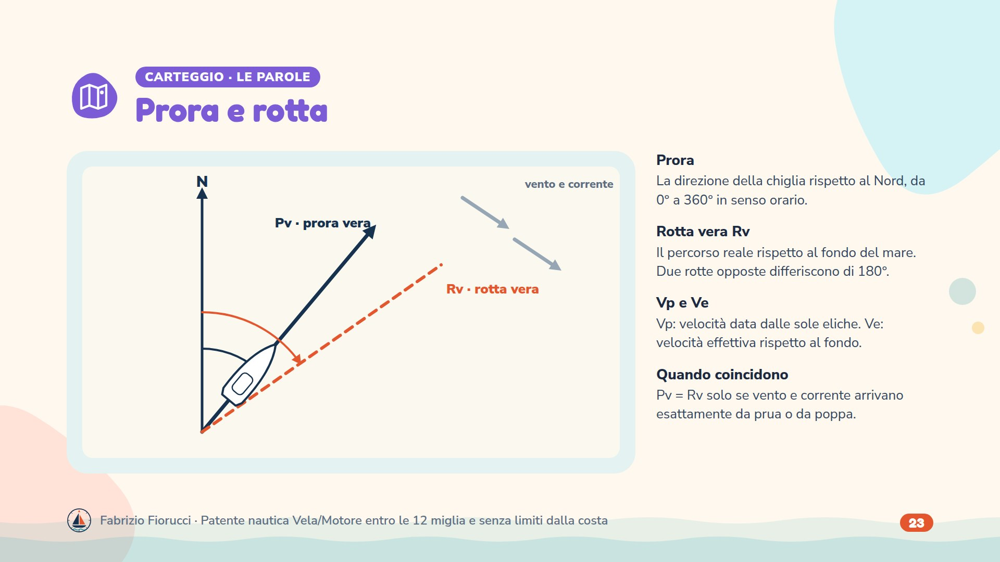 CARTEGGIO · LE PAROLE
Prora e rotta
N
vento e corrente
Pv · prora vera
Rv · rotta vera
Prora
La direzione della chiglia rispetto al Nord, da
0° a 360° in senso orario.
Rotta vera Rv
Il percorso reale rispetto al fondo del mare.
Due rotte opposte differiscono di 180°.
Vp e Ve
Vp: velocità data dalle sole eliche. Ve:
velocità effettiva rispetto al fondo.
Quando coincidono
Pv = Rv solo se vento e corrente arrivano
esattamente da prua o da poppa.
Fabrizio Fiorucci · Patente nautica Vela/Motore entro le 12 miglia e senza limiti dalla costa
23